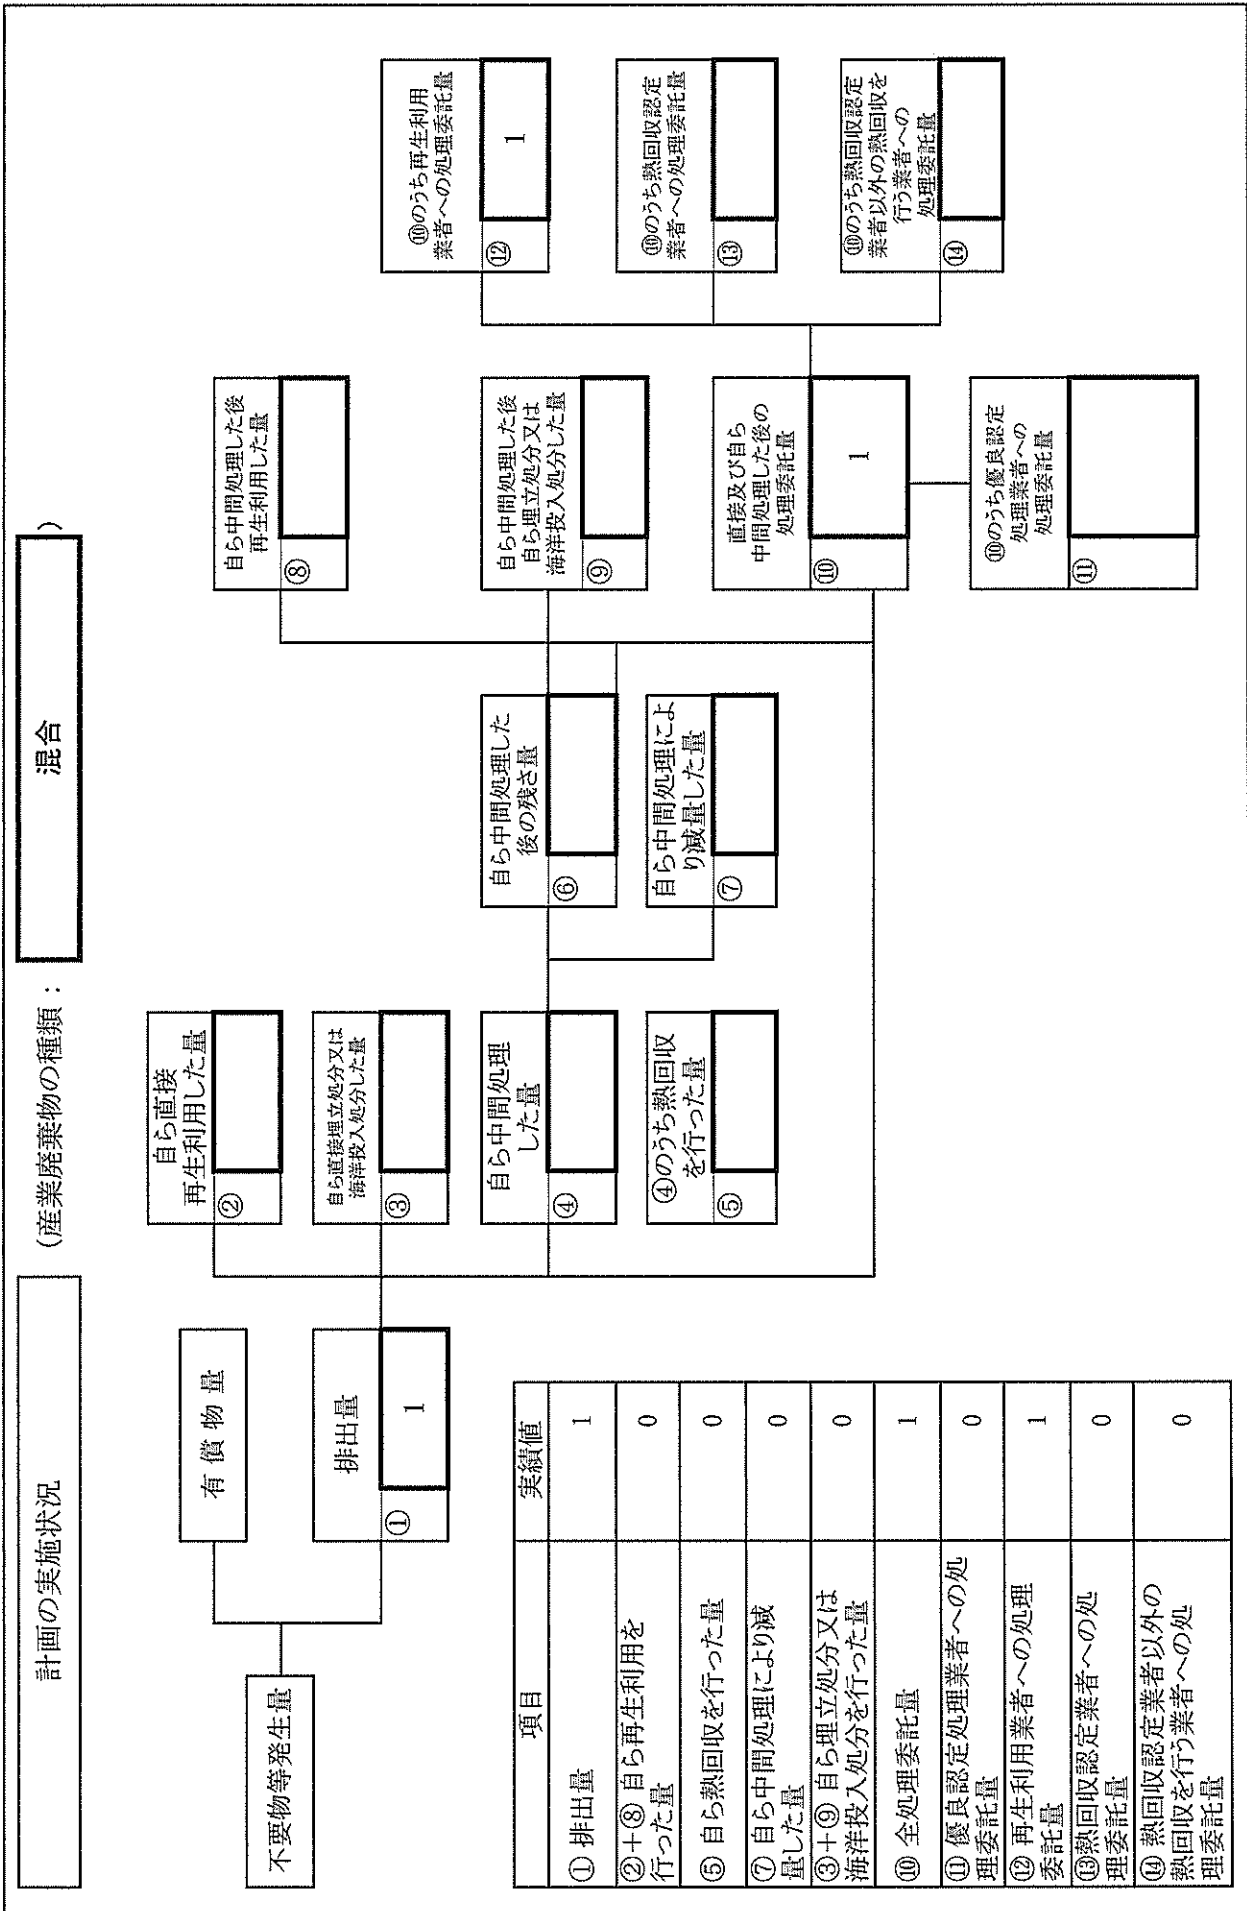 計画の実施状況
(産業廃棄物の種類：
混合
)
不要物等発生量
有 償 物 量
排出量
①
1
自ら直接
再生利用した量
②
自ら直接埋立処分又は
海洋投入処分した量
③
自ら中間処理
した量
④
④のうち熱回収
を行った量
⑤
自ら中間処理した
後の残さ量
⑥
自ら中間処理によ
り減量した量
⑦
自ら中間処理した後
再生利用した量
⑧
自ら中間処理した後
自ら埋立処分又は
海洋投入処分した量
⑨
直接及び自ら
中間処理した後の
処理委託量
⑩
1
⑩のうち優良認定
処理業者への
処理委託量
⑪
⑩のうち再生利用
業者への処理委託量
⑫
1
⑩のうち熱回収認定
業者への処理委託量
⑬
⑩のうち熱回収認定
業者以外の熱回収を
行う業者への
処理委託量
⑭
項目
実績値
①排出量
1
②＋⑧ 自ら再生利用を
行った量
0
⑤ 自ら熱回収を行った量
0
⑦ 自ら中間処理により減
量した量
0
③＋⑨ 自ら埋立処分又は
海洋投入処分を行った量
0
⑩ 全処理委託量
1
⑪ 優良認定処理業者への処
理委託量
0
⑫ 再生利用業者への処理
委託量
1
⑬熱回収認定業者への処
理委託量
0
⑭ 熱回収認定業者以外の
熱回収を行う業者への処
理委託量
0